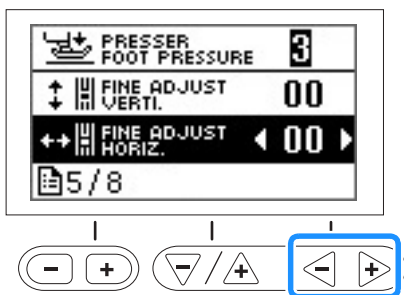 PRESSER
FOOT PRESSURE 3
FINE ADJUST
VERTI. 00
FINE ADJUST
HORIZ. 00
5/8
- +
- / +
- +